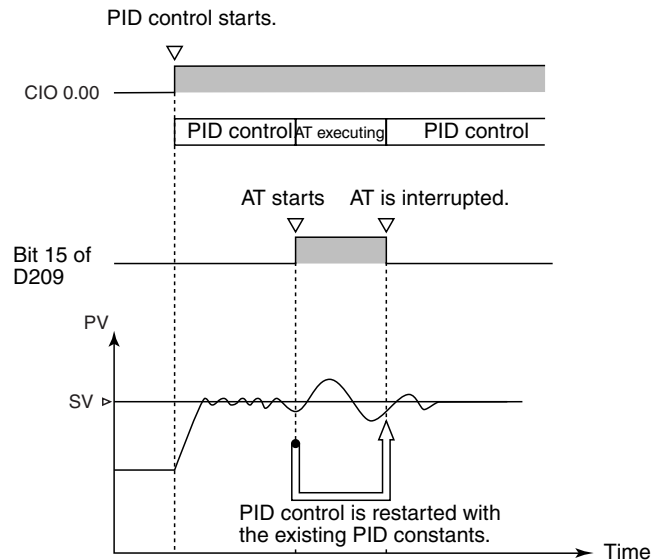 PID control starts.
CIO 0.00
PID control AT executing PID control
AT starts AT is interrupted.
Bit 15 of
D209
PV
SV
PID control is restarted with
the existing PID constants.
Time